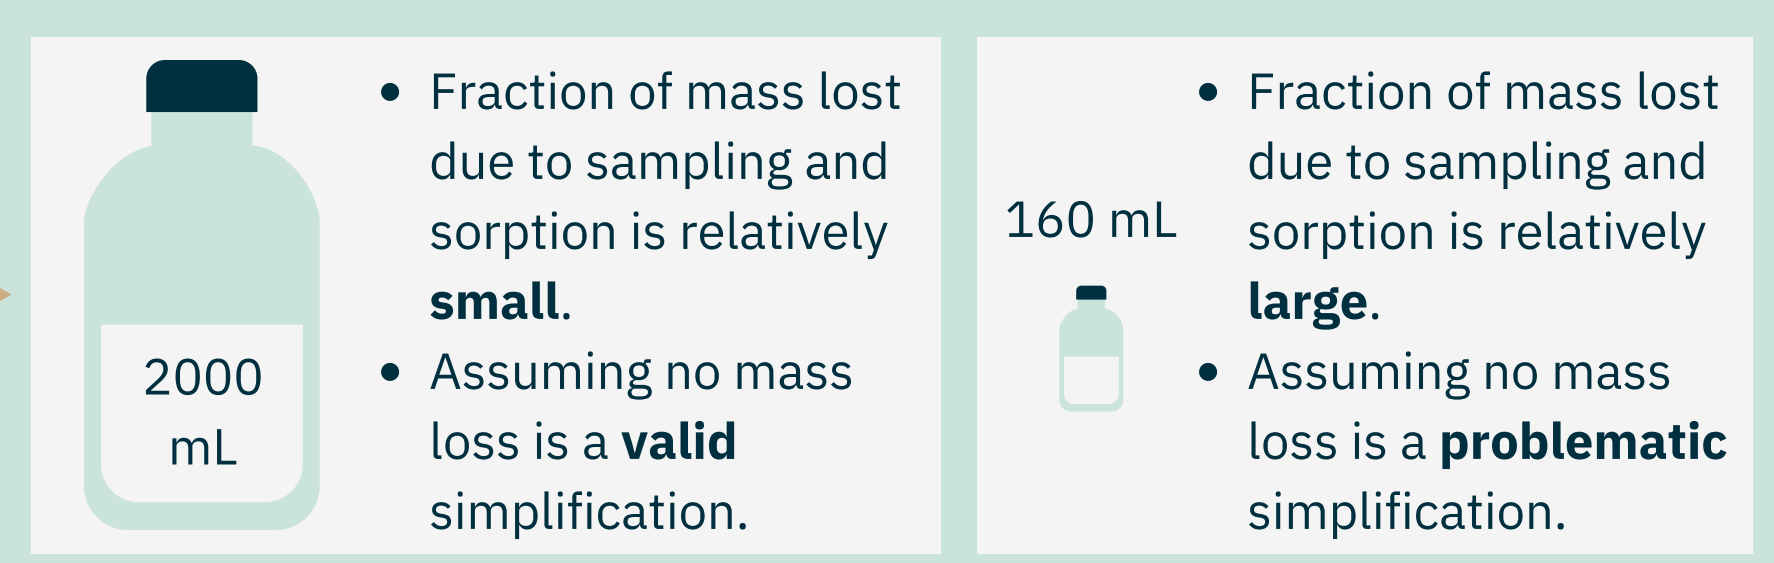 2000
mL
• Fraction of mass lost
due to sampling and
sorption is relatively
small.
• Assuming no mass
loss is a valid
simplification.
160 mL
• Fraction of mass lost
due to sampling and
sorption is relatively
large.
• Assuming no mass
loss is a problematic
simplification.